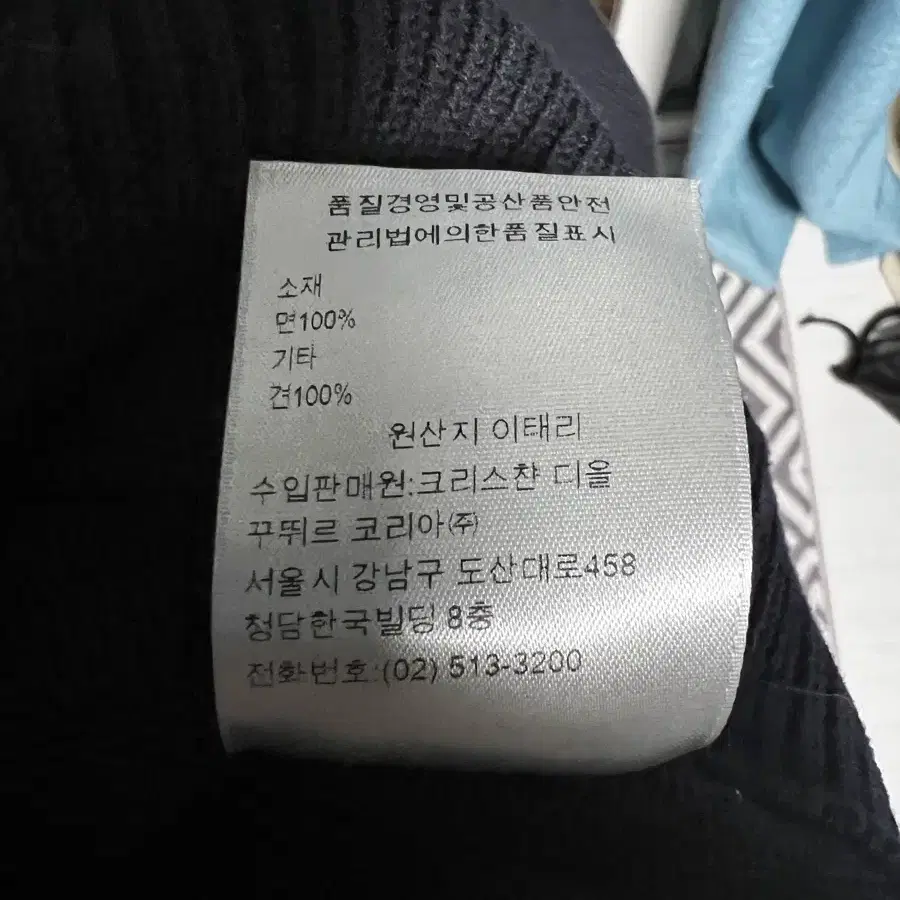 품질경영및공산품안전
관리법에의한품질표시
소재
면100%
기타
견100%
원산지 이태리
수입판매원:크리스챤 디올
꾸뛰르 코리아㈜
서울시 강남구 도산대로458
청담한국빌딩 8층
전화번호:(02) 513-3200